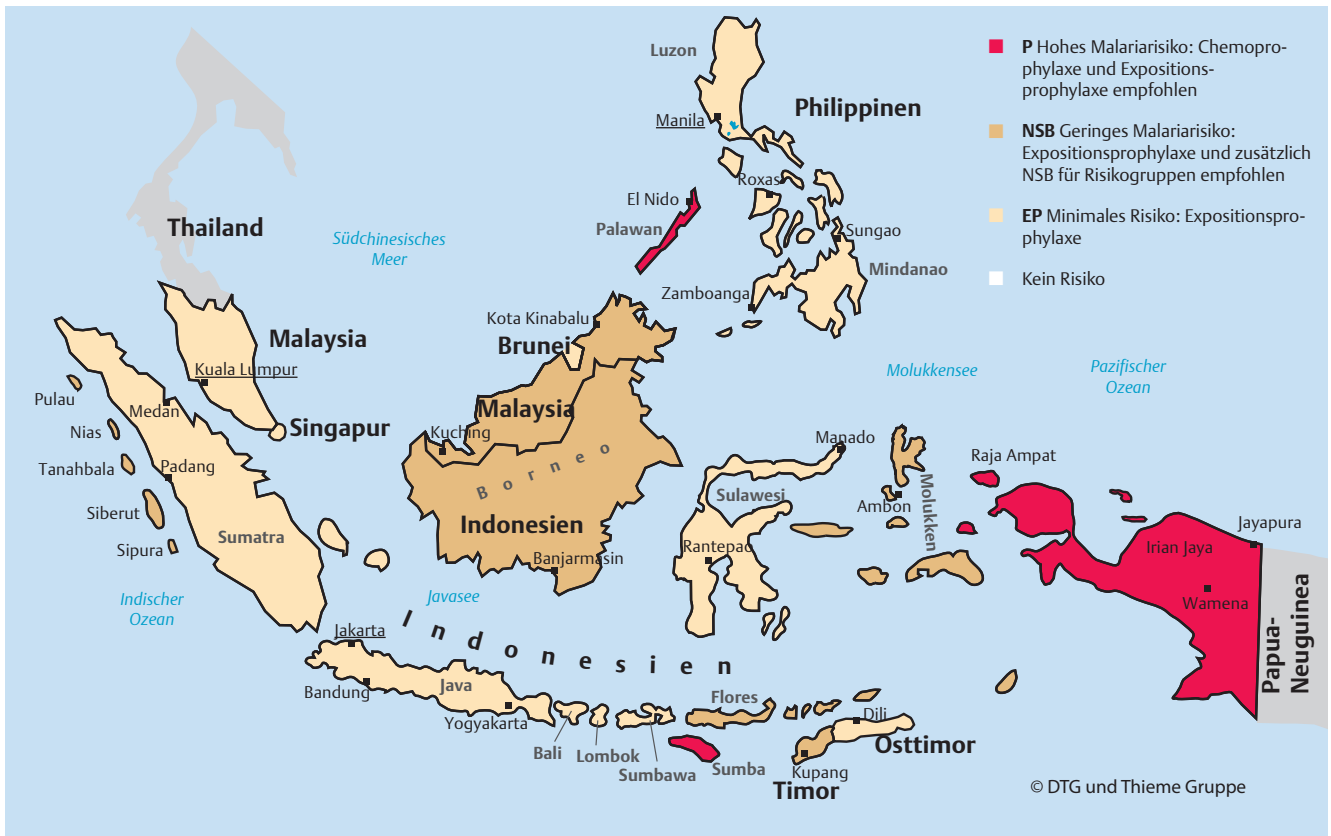 Luzon
Philippinen
Manila
Roxas
El Nido
Palawan
Sungao
Mindanao
Zamboanga
Thailand
Südchinesisches
Meer
Malaysia
Kuala Lumpur
Singapur
Kota Kinabalu
Brunei
Malaysia
Kuching
Borneo
Indonesien
Banjarmasin
Pulau
Medan
Nias
Tanahbala
Padang
Siberut
Sipura
Sumatra
Indischer
Ozean
Javasee
Indonesien
Jakarta
Bandung
Java
Yogyakarta
Bali
Lombok
Sumbawa
Flores
Sumba
Dili
Osttimor
Kupang
Timor
Molukkensee
Pazifischer
Ozean
Manado
Sulawesi
Rantepao
Ambon
Molukken
Raja Ampat
Irian Jaya
Jayapura
Wamena
Papua-
Neuguinea
P Hohes Malariarisiko: Chemopro-
phylaxe und Expositions-
prophylaxe empfohlen
NSB Geringes Malariarisiko:
Expositionsprophylaxe und zusätzlich
NSB für Risikogruppen empfohlen
EP Minimales Risiko: Expositionspro-
phylaxe
Kein Risiko
© DTG und Thieme Gruppe